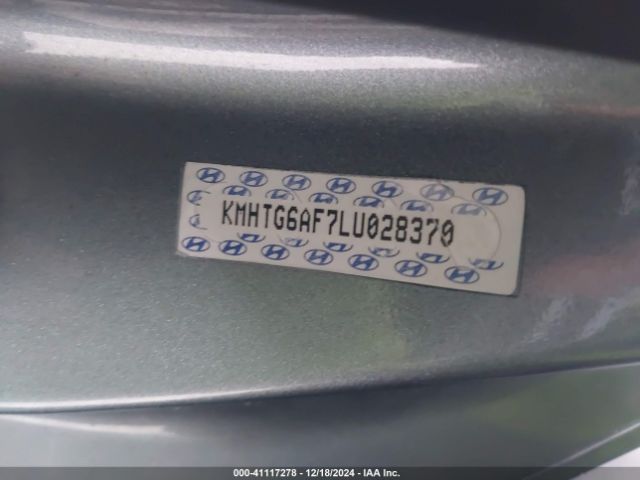 KMHTG6AF7LU028370
000-41117278 - 12/18/2024 - IAA Inc.